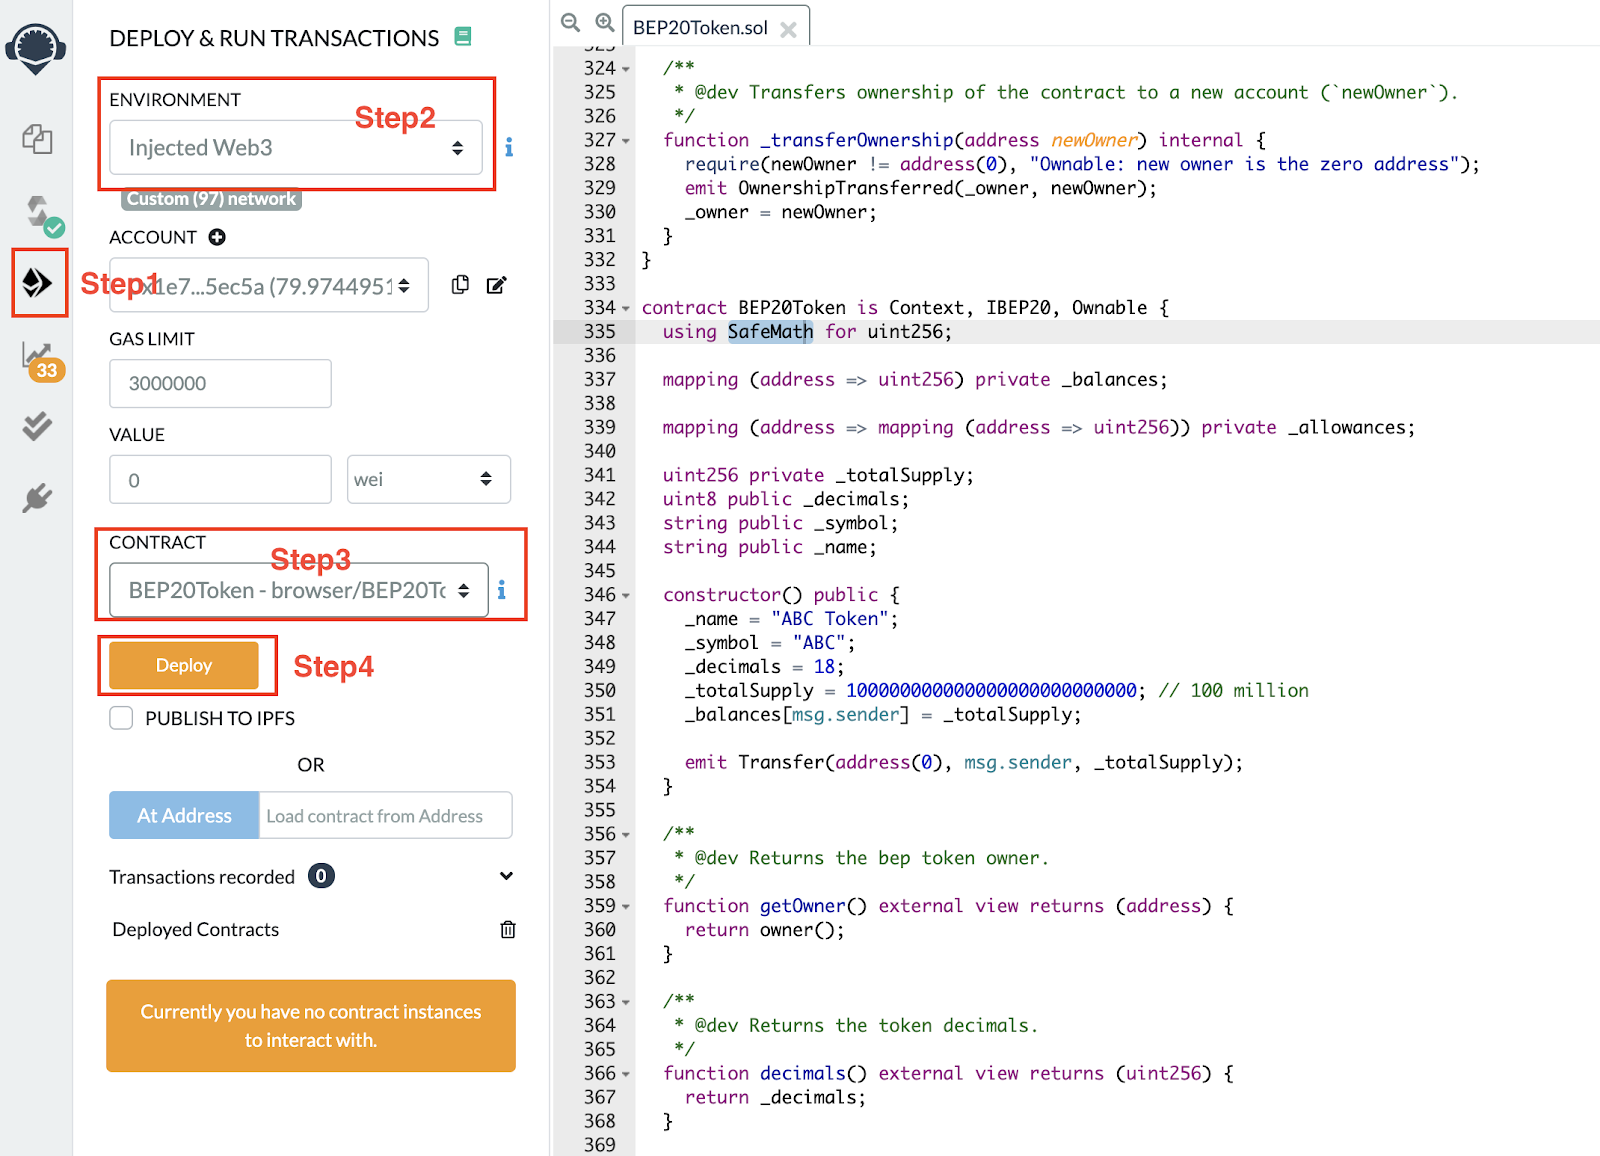 DEPLOY & RUN TRANSACTIONS
ENVIRONMENT
Step2
Injected Web3
i
Custom (97) network
ACCOUNT
Step1
x1e7...5ec5a (79.9744951
GAS LIMIT
3000000
33
VALUE
0
wei
CONTRACT
Step3
BEP20Token - browser/BEP20To
i
Deploy
Step4
PUBLISH TO IPFS
OR
At Address
Load contract from Address
Transactions recorded 0
Deployed Contracts
Currently you have no contract instances
to interact with.
BEP20Token.sol
324 /**
325 * @dev Transfers ownership of the contract to a new account (`newOwner`).
326 */
327 function _transferOwnership(address newOwner) internal {
328 require(newOwner != address(0), "Ownable: new owner is the zero address");
329 emit OwnershipTransferred(_owner, newOwner);
330 _owner = newOwner;
331 }
332 }
333
334 contract BEP20Token is Context, IBEP20, Ownable {
335 using SafeMath for uint256;
336
337 mapping (address => uint256) private _balances;
338
339 mapping (address => mapping (address => uint256)) private _allowances;
340
341 uint256 private _totalSupply;
342 uint8 public _decimals;
343 string public _symbol;
344 string public _name;
345
346 constructor() public {
347 _name = "ABC Token";
348 _symbol = "ABC";
349 _decimals = 18;
350 _totalSupply = 100000000000000000000000000; // 100 million
351 _balances[msg.sender] = _totalSupply;
352
353 emit Transfer(address(0), msg.sender, _totalSupply);
354 }
355
356 /**
357 * @dev Returns the bep token owner.
358 */
359 function getOwner() external view returns (address) {
360 return owner();
361 }
362
363 /**
364 * @dev Returns the token decimals.
365 */
366 function decimals() external view returns (uint256) {
367 return _decimals;
368 }
369